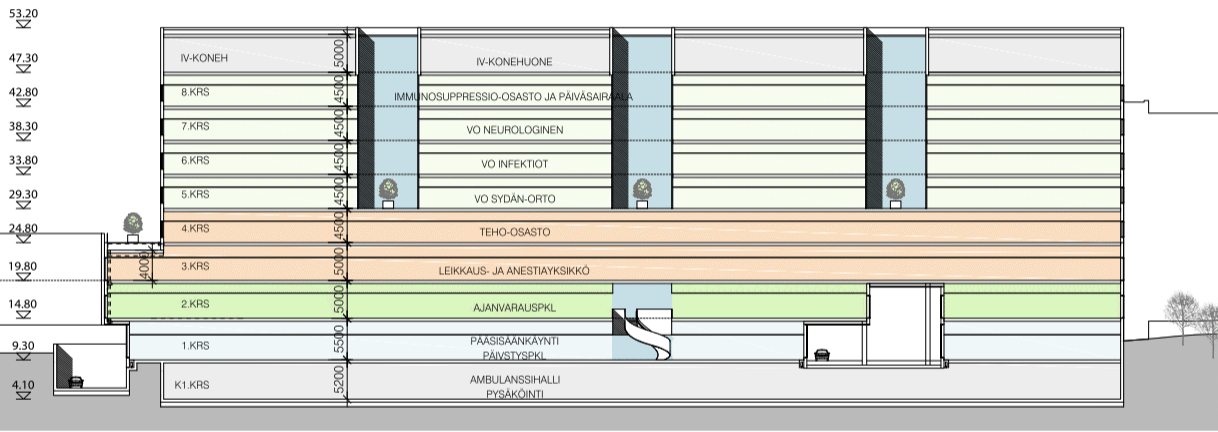 53.20
47.30
42.80
38.30
33.80
29.30
24.80
19.80
14.80
9.30
4.10
IV-KONEH
5000
IV-KONEHUONE
8.KRS
4500
IMMUNOSUPPRESSIO-OSASTO JA PÄIVÄSAIRAALA
7.KRS
4500
VO NEUROLOGINEN
6.KRS
4500
VO INFEKTIOT
5.KRS
4500
VO SYDÄN-ORTO
4.KRS
4500
TEHO-OSASTO
4000
3.KRS
5000
LEIKKAUS- JA ANESTIAYKSIKKÖ
2.KRS
5000
AJANVARAUSPKL
1.KRS
5500
PÄÄSISÄÄNKÄYNTI
PÄIVSTYSPKL
K1.KRS
5200
AMBULANSSIHALLI
PYSÄKÖINTI